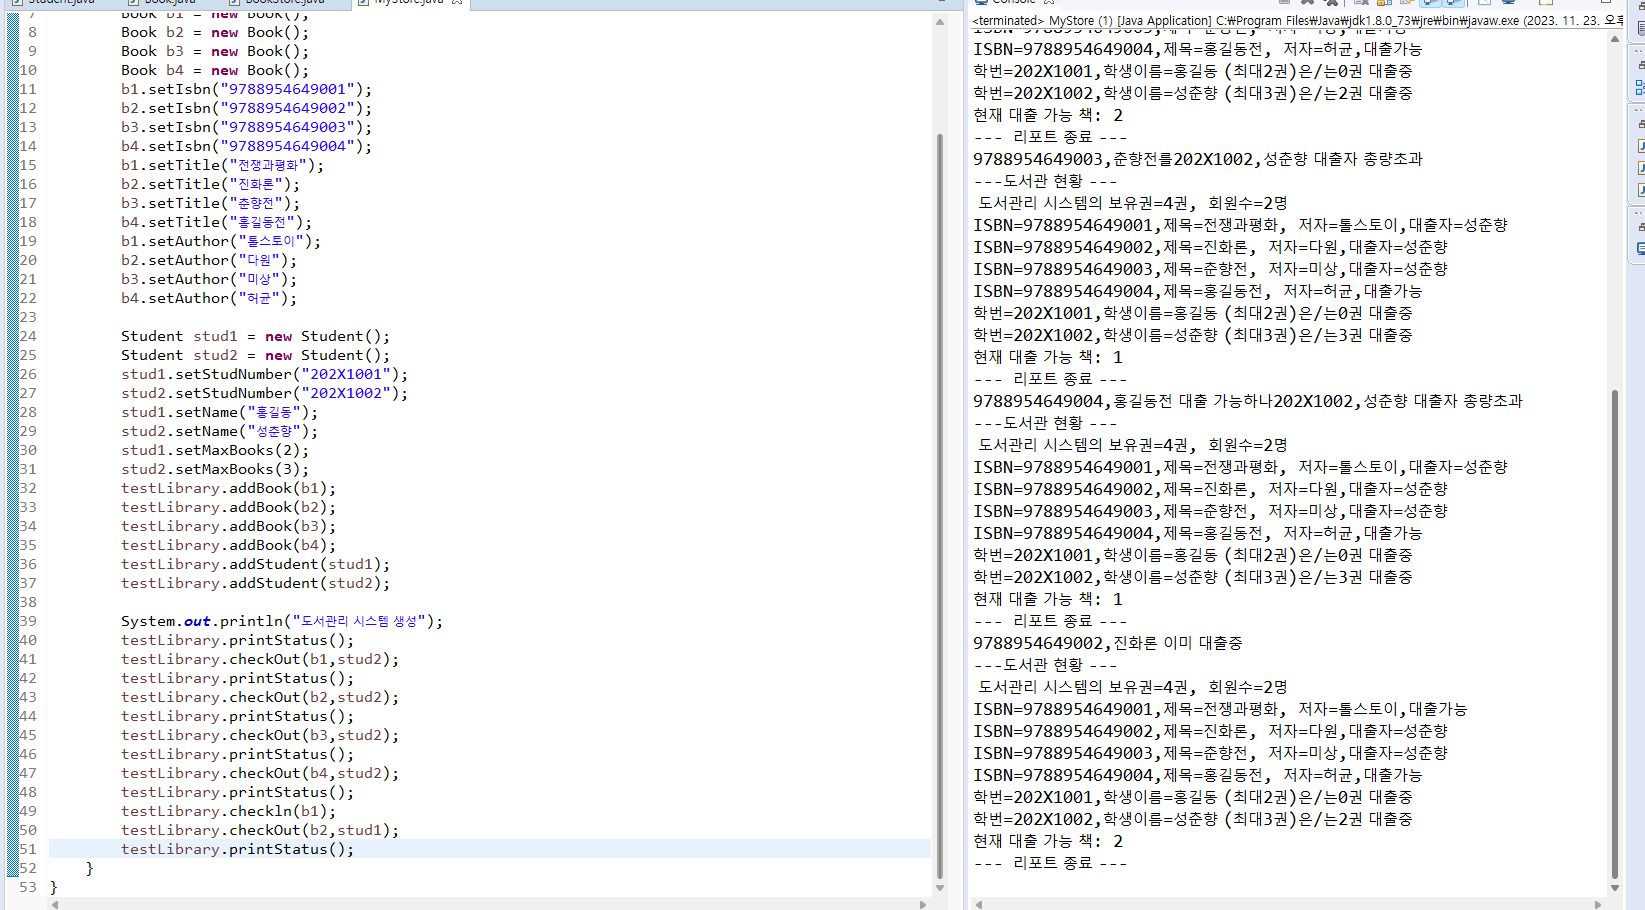 Student.java Book.java BookStore.java MyStore.java
7 Book b1 = new Book();
8 Book b2 = new Book();
9 Book b3 = new Book();
10 Book b4 = new Book();
11 b1.setIsbn("9788954649001");
12 b2.setIsbn("9788954649002");
13 b3.setIsbn("9788954649003");
14 b4.setIsbn("9788954649004");
15 b1.setTitle("전쟁과평화");
16 b2.setTitle("진화론");
17 b3.setTitle("춘향전");
18 b4.setTitle("홍길동전");
19 b1.setAuthor("톨스토이");
20 b2.setAuthor("다윈");
21 b3.setAuthor("미상");
22 b4.setAuthor("허균");
23
24 Student stud1 = new Student();
25 Student stud2 = new Student();
26 stud1.setStudNumber("202X1001");
27 stud2.setStudNumber("202X1002");
28 stud1.setName("홍길동");
29 stud2.setName("성춘향");
30 stud1.setMaxBooks(2);
31 stud2.setMaxBooks(3);
32 testLibrary.addBook(b1);
33 testLibrary.addBook(b2);
34 testLibrary.addBook(b3);
35 testLibrary.addBook(b4);
36 testLibrary.addStudent(stud1);
37 testLibrary.addStudent(stud2);
38
39 System.out.println("도서관리 시스템 생성");
40 testLibrary.printStatus();
41 testLibrary.checkOut(b1,stud2);
42 testLibrary.printStatus();
43 testLibrary.checkOut(b2,stud2);
44 testLibrary.printStatus();
45 testLibrary.checkOut(b3,stud2);
46 testLibrary.printStatus();
47 testLibrary.checkOut(b4,stud2);
48 testLibrary.printStatus();
49 testLibrary.checkln(b1);
50 testLibrary.checkOut(b2,stud1);
51 testLibrary.printStatus();
52 }
53 }
Console
<terminated> MyStore (1) [Java Application] C:₩Program Files₩Java₩jdk1.8.0_73₩jre₩bin₩javaw.exe (2023. 11. 23. 오후
ISBN=9788954649004,제목=홍길동전, 저자=허균,대출가능
학번=202X1001,학생이름=홍길동 (최대2권)은/는0권 대출중
학번=202X1002,학생이름=성춘향 (최대3권)은/는2권 대출중
현재 대출 가능 책: 2
--- 리포트 종료 ---
9788954649003,춘향전를202X1002,성춘향 대출자 총량초과
---도서관 현황 ---
도서관리 시스템의 보유권=4권, 회원수=2명
ISBN=9788954649001,제목=전쟁과평화, 저자=톨스토이,대출자=성춘향
ISBN=9788954649002,제목=진화론, 저자=다윈,대출자=성춘향
ISBN=9788954649003,제목=춘향전, 저자=미상,대출자=성춘향
ISBN=9788954649004,제목=홍길동전, 저자=허균,대출가능
학번=202X1001,학생이름=홍길동 (최대2권)은/는0권 대출중
학번=202X1002,학생이름=성춘향 (최대3권)은/는3권 대출중
현재 대출 가능 책: 1
--- 리포트 종료 ---
9788954649004,홍길동전 대출 가능하나202X1002,성춘향 대출자 총량초과
---도서관 현황 ---
도서관리 시스템의 보유권=4권, 회원수=2명
ISBN=9788954649001,제목=전쟁과평화, 저자=톨스토이,대출자=성춘향
ISBN=9788954649002,제목=진화론, 저자=다윈,대출자=성춘향
ISBN=9788954649003,제목=춘향전, 저자=미상,대출자=성춘향
ISBN=9788954649004,제목=홍길동전, 저자=허균,대출가능
학번=202X1001,학생이름=홍길동 (최대2권)은/는0권 대출중
학번=202X1002,학생이름=성춘향 (최대3권)은/는3권 대출중
현재 대출 가능 책: 1
--- 리포트 종료 ---
9788954649002,진화론 이미 대출중
---도서관 현황 ---
도서관리 시스템의 보유권=4권, 회원수=2명
ISBN=9788954649001,제목=전쟁과평화, 저자=톨스토이,대출가능
ISBN=9788954649002,제목=진화론, 저자=다윈,대출자=성춘향
ISBN=9788954649003,제목=춘향전, 저자=미상,대출자=성춘향
ISBN=9788954649004,제목=홍길동전, 저자=허균,대출가능
학번=202X1001,학생이름=홍길동 (최대2권)은/는0권 대출중
학번=202X1002,학생이름=성춘향 (최대3권)은/는2권 대출중
현재 대출 가능 책: 2
--- 리포트 종료 ---